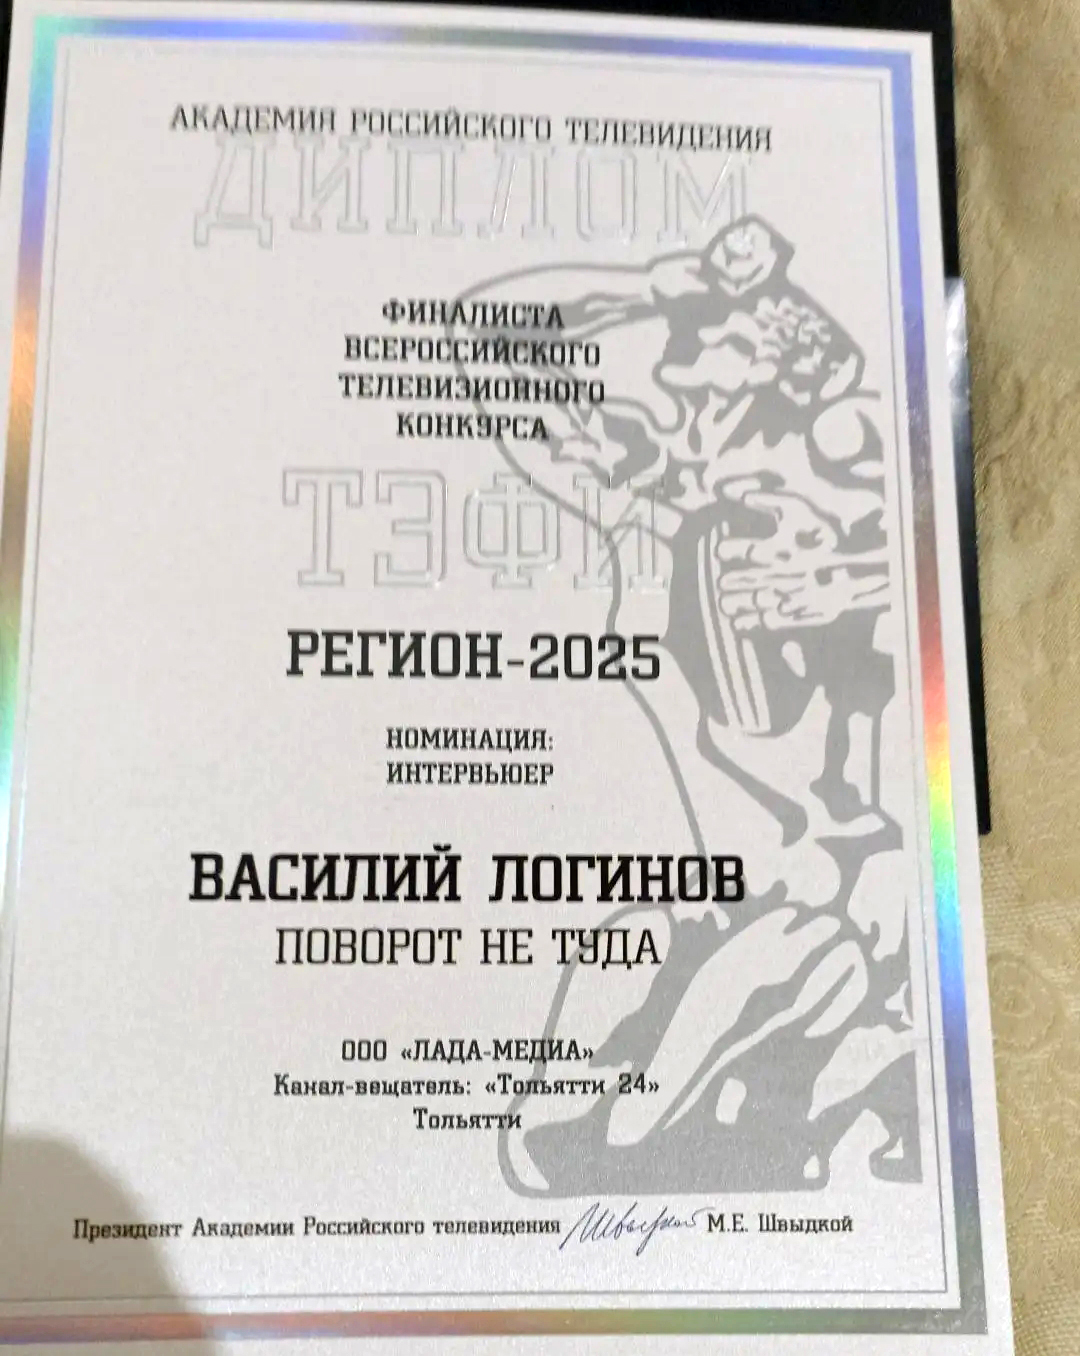 АКАДЕМИЯ РОССИЙСКОГО ТЕЛЕВИДЕНИЯ
ДИПЛОМ
ФИНАЛИСТА
ВСЕРОССИЙСКОГО
ТЕЛЕВИЗИОННОГО
КОНКУРСА
ТЭФИ
РЕГИОН-2025
НОМИНАЦИЯ:
ИНТЕРВЬЮЕР
ВАСИЛИЙ ЛОГИНОВ
ПОВОРОТ НЕ ТУДА
ООО «ЛАДА-МЕДИА»
Канал-вещатель: «Тольятти 24»
Тольятти
Президент Академии Российского телевидения Швыдкой М.Е. Швыдкой